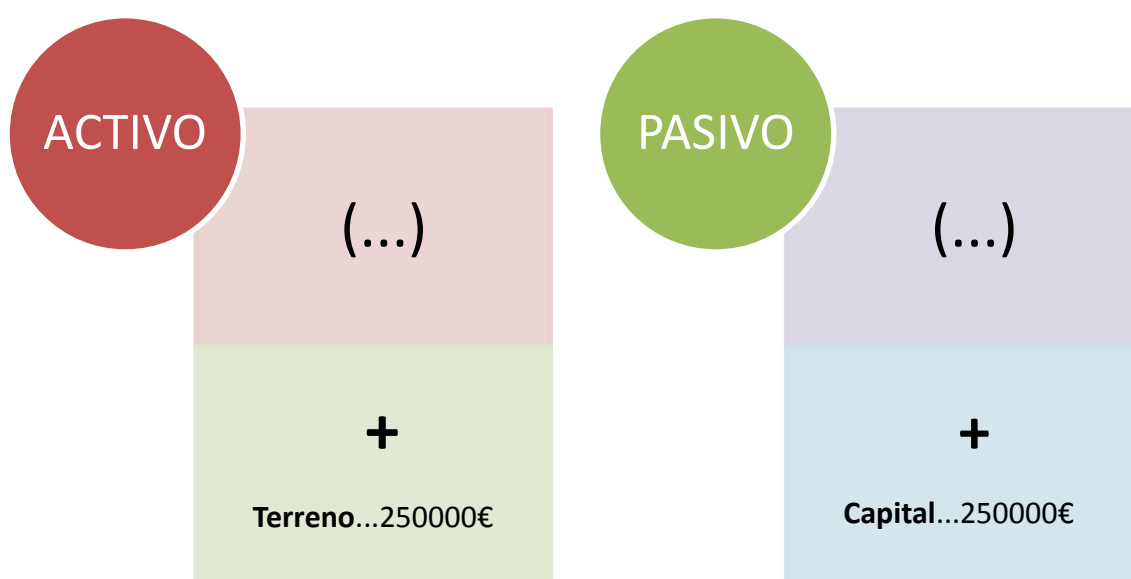 ACTIVO
(...)
+
Terreno...250000€
PASIVO
(...)
+
Capital...250000€